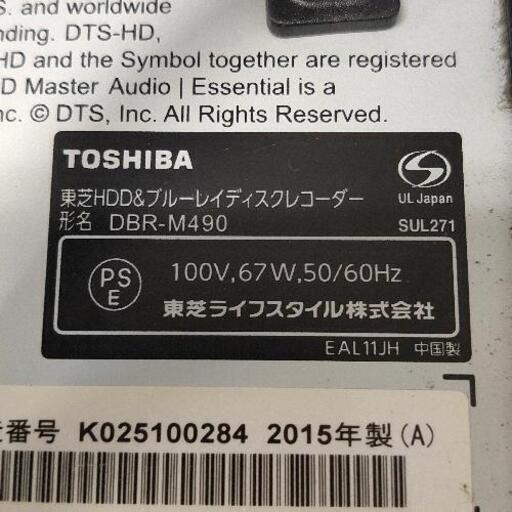 S. and worldwide
nding. DTS-HD,
HD and the Symbol together are registered
D Master Audio | Essential is a
nc. © DTS, Inc. All Rights Reserved.
TOSHIBA
東芝HDD&ブルーレイディスクレコーダー
形名 DBR-M490
UL Japan
SUL271
PS
E
100V,67W,50/60Hz
東芝ライフスタイル株式会社
EAL11JH 中国製
番号 K025100284 2015年製(A)